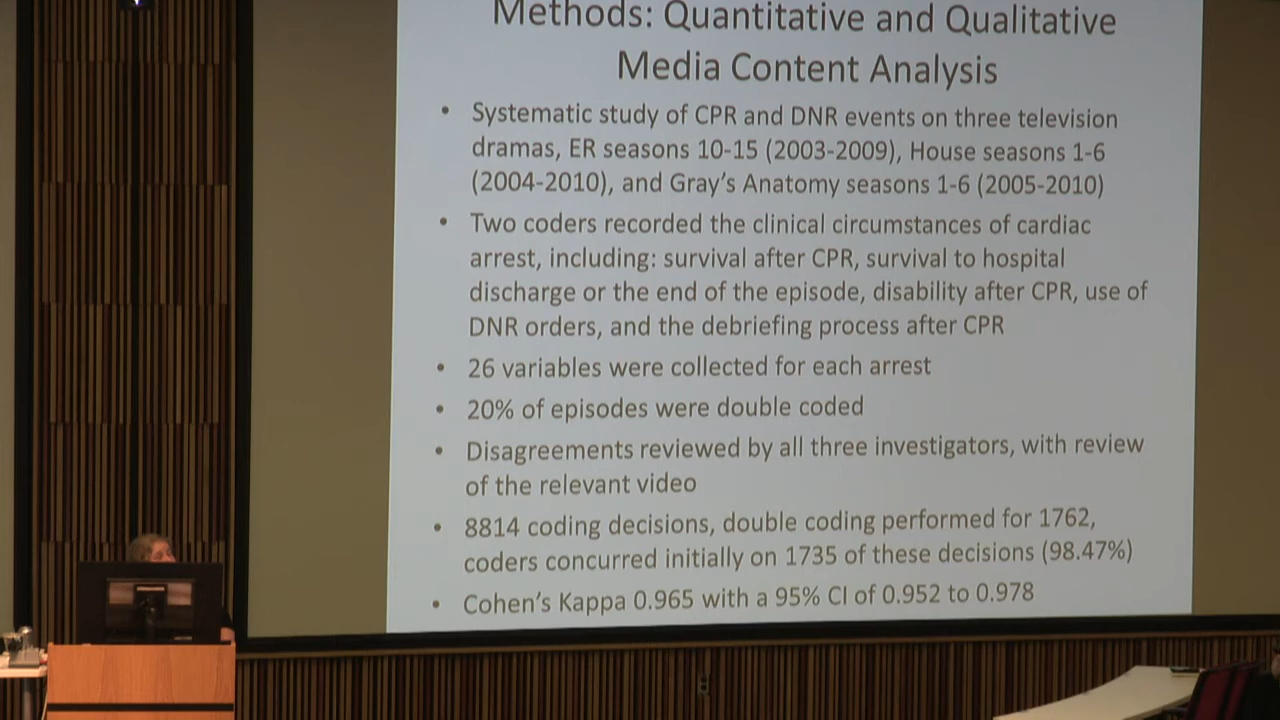 Methods: Quantitative and Qualitative
Media Content Analysis
• Systematic study of CPR and DNR events on three television
dramas, ER seasons 10-15 (2003-2009), House seasons 1-6
(2004-2010), and Gray's Anatomy seasons 1-6 (2005-2010)
• Two coders recorded the clinical circumstances of cardiac
arrest, including: survival after CPR, survival to hospital
discharge or the end of the episode, disability after CPR, use of
DNR orders, and the debriefing process after CPR
• 26 variables were collected for each arrest
• 20% of episodes were double coded
• Disagreements reviewed by all three investigators, with review
of the relevant video
• 8814 coding decisions, double coding performed for 1762,
coders concurred initially on 1735 of these decisions (98.47%)
• Cohen's Kappa 0.965 with a 95% CI of 0.952 to 0.978